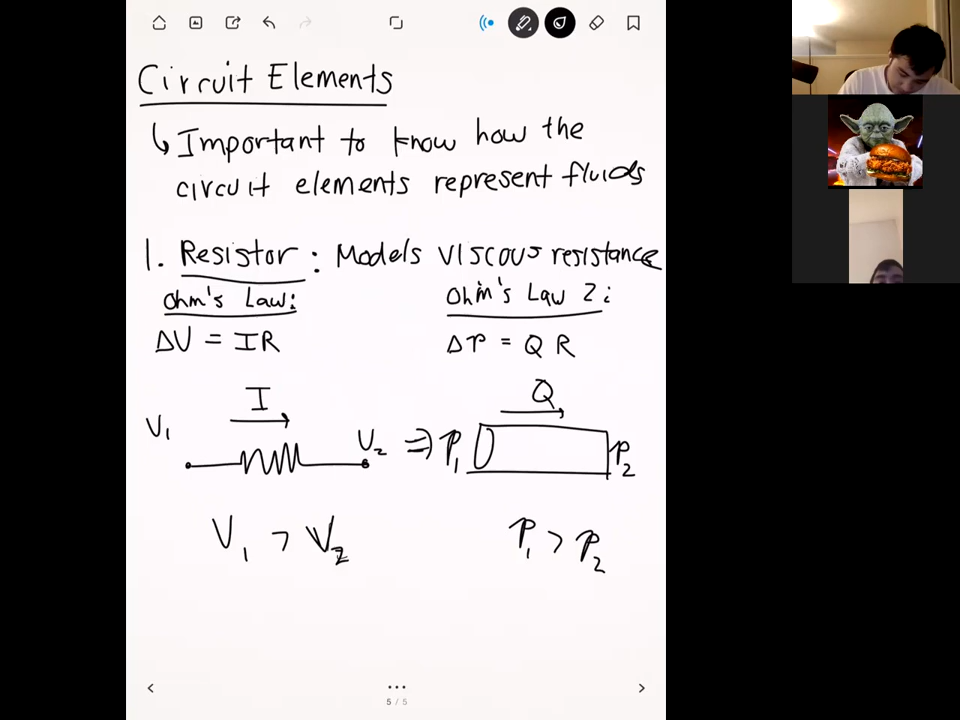 Circuit Elements
↳ Important to know how the
circuit elements represent fluids
1. Resistor : Models viscous resistance
Ohm's Law: Ohm's Law 2:
ΔV = IR Δp = Q R
I Q
V₁ V₂ ⇒ p₁ p₂
V₁ > V₂ p₁ > p₂
5 / 5